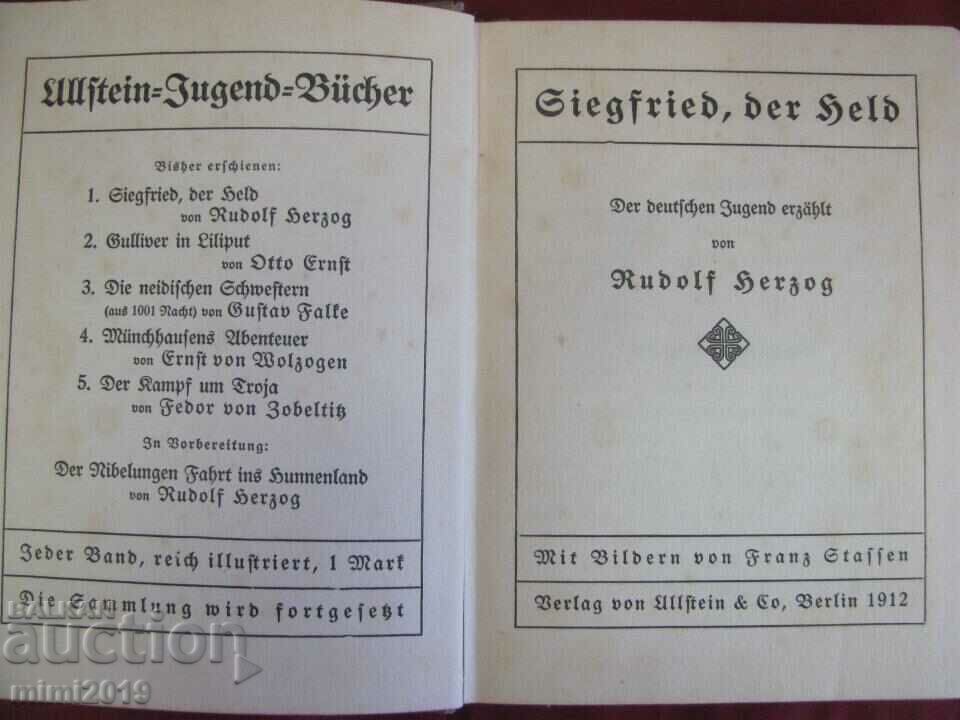 Ullstein=Jugend=Bücher
Bisher erschienen:
1. Siegfried, der Held
von Rudolf Herzog
2. Gulliver in Liliput
von Otto Ernst
3. Die neidischen Schwestern
(aus 1001 Nacht) von Gustav Falke
4. Münchhausens Abenteuer
von Ernst von Wolzogen
5. Der Kampf um Troja
von Fedor von Zobeltitz
In Vorbereitung:
Der Nibelungen Fahrt ins Hunnenland
von Rudolf Herzog
Jeder Band, reich illustriert, 1 Mark
Die Sammlung wird fortgesetzt
Siegfried, der Held
Der deutschen Jugend erzählt
von
Rudolf Herzog
Mit Bildern von Franz Stassen
Verlag von Ullstein & Co, Berlin 1912
BALKAN
auction
mimi2019